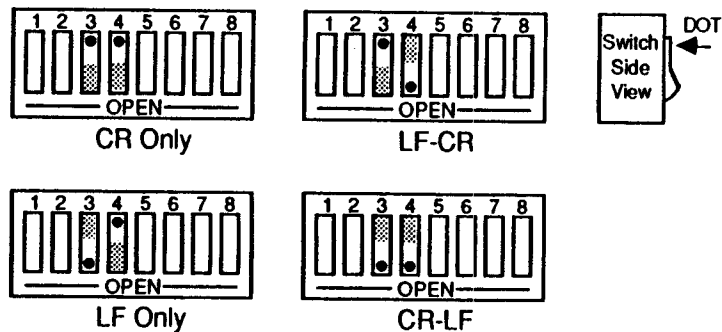 1 2 3 4 5 6 7 8
OPEN
CR Only
1 2 3 4 5 6 7 8
OPEN
LF-CR
Switch
Side
View
DOT
1 2 3 4 5 6 7 8
OPEN
LF Only
1 2 3 4 5 6 7 8
OPEN
CR-LF